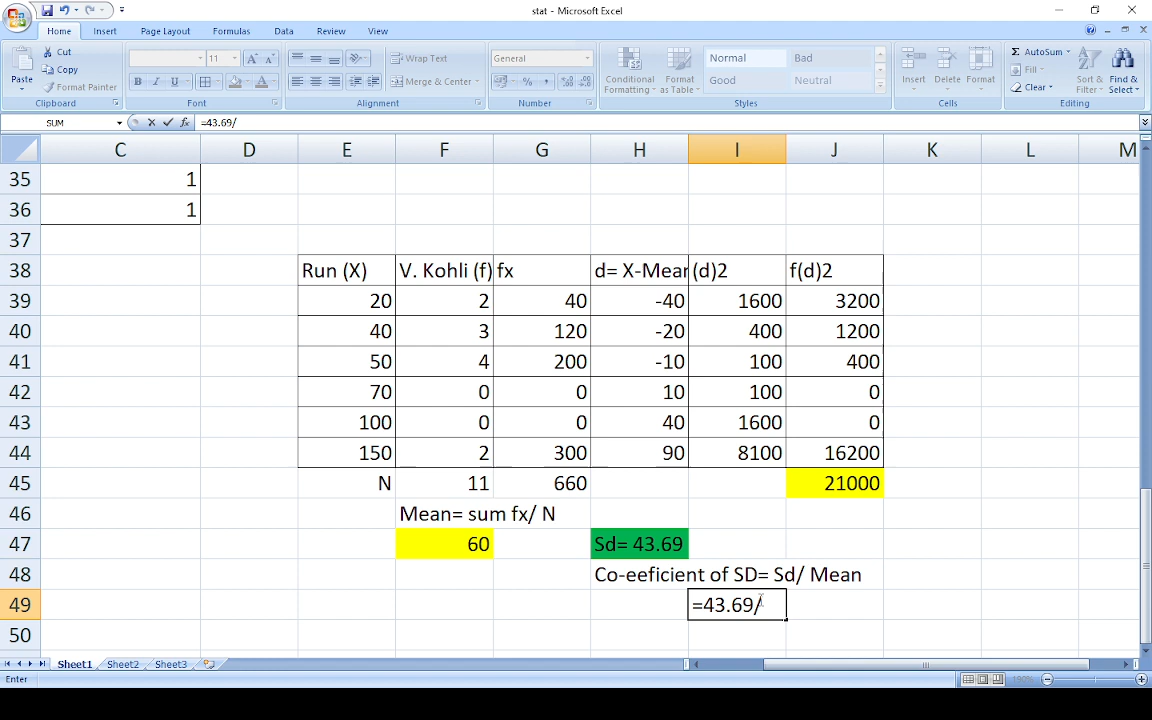 stat - Microsoft Excel
Home Insert Page Layout Formulas Data Review View
Paste Cut Copy Format Painter Clipboard
11 A A B I U A Font
Wrap Text Merge & Center Alignment
General % , Number
Conditional Formatting Format as Table Normal Bad Good Neutral Styles
Insert Delete Format Cells
Σ AutoSum Fill Clear Sort & Filter Find & Select Editing
SUM fx =43.69/
C D E F G H I J K L M
35 1
36 1
37
38 Run (X) V. Kohli (f) fx d= X-Mear (d)2 f(d)2
39 20 2 40 -40 1600 3200
40 40 3 120 -20 400 1200
41 50 4 200 -10 100 400
42 70 0 0 10 100 0
43 100 0 0 40 1600 0
44 150 2 300 90 8100 16200
45 N 11 660 21000
46 Mean= sum fx/ N
47 60 Sd= 43.69
48 Co-eeficient of SD= Sd/ Mean
49 =43.69/
50
Sheet1 Sheet2 Sheet3
Enter